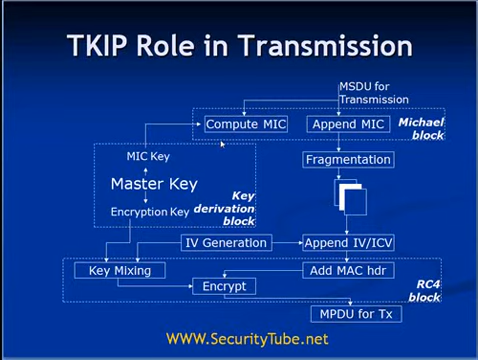 TKIP Role in Transmission
MSDU for
Transmission
Compute MIC
Append MIC
Michael
block
MIC Key
Fragmentation
Master Key
Key
derivation
block
Encryption Key
IV Generation
Append IV/ICV
Key Mixing
Add MAC hdr
Encrypt
RC4
block
MPDU for Tx
WWW.SecurityTube.net